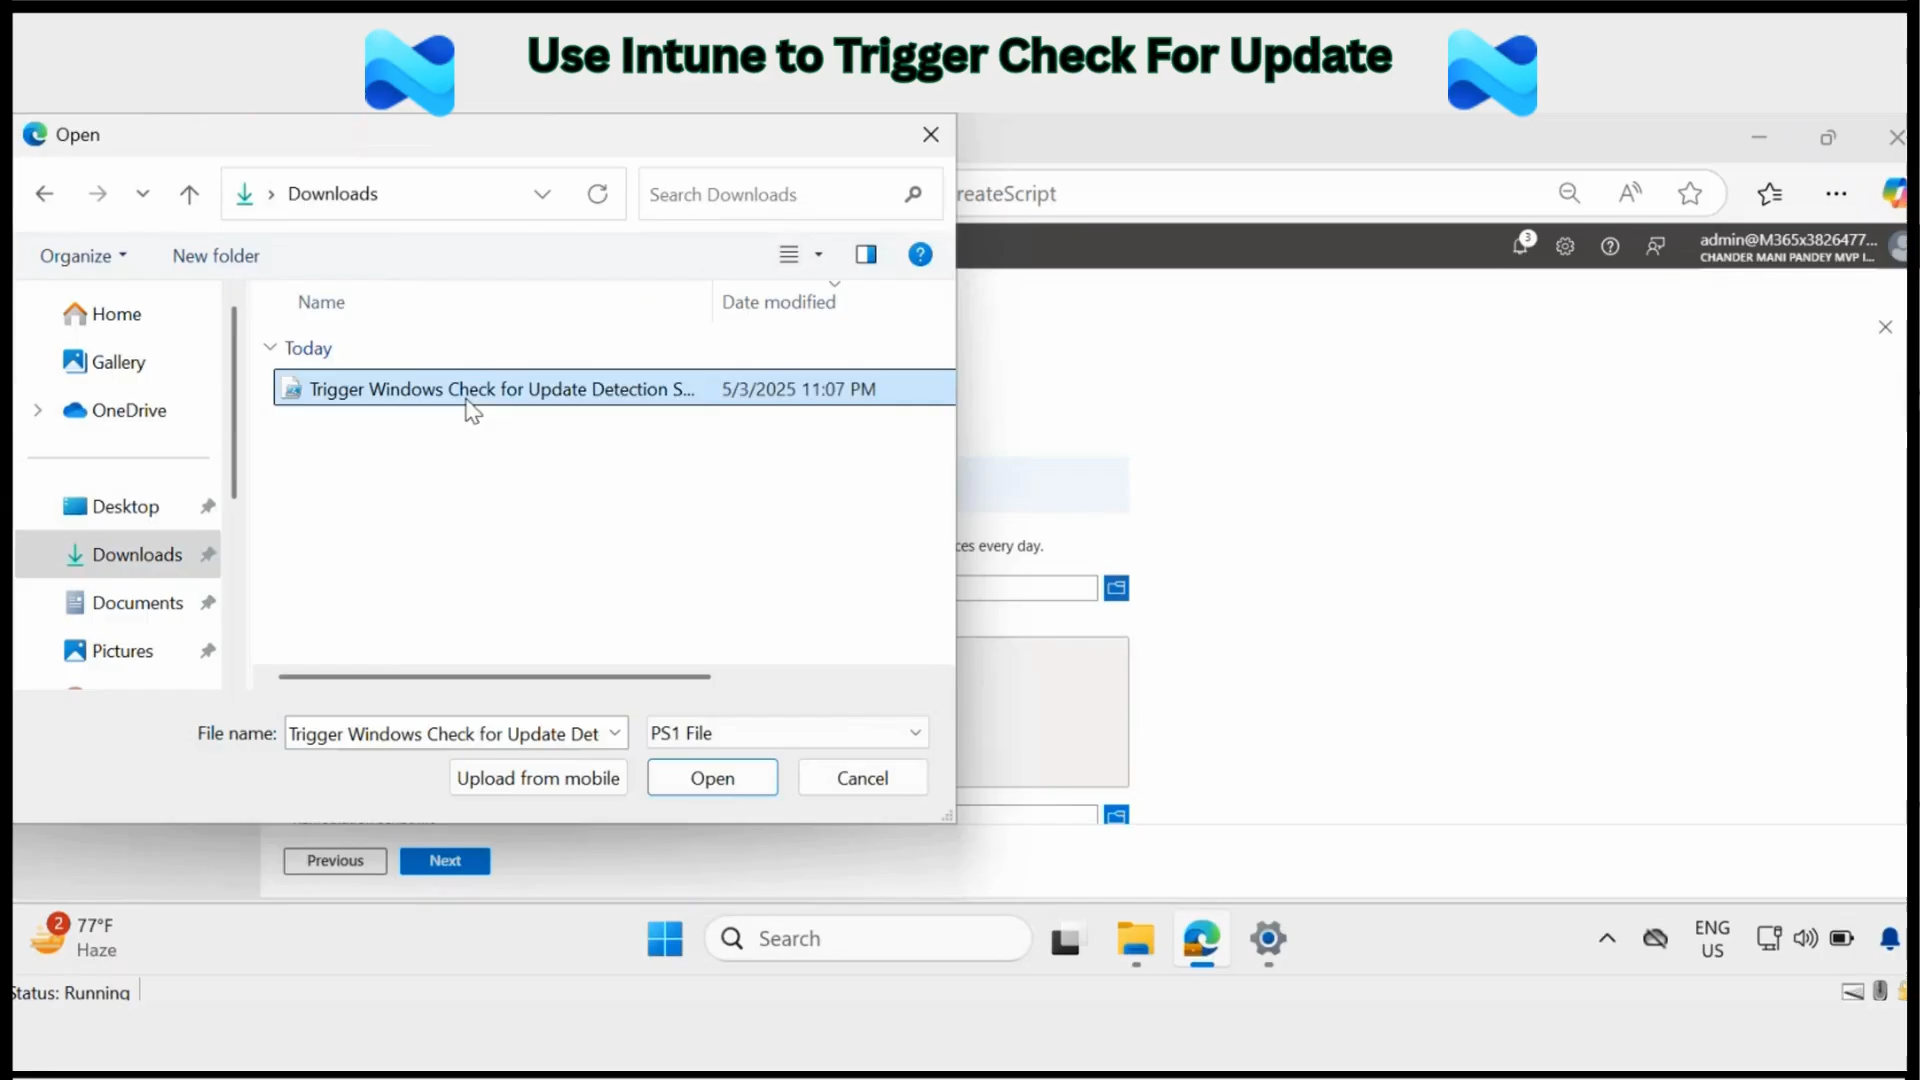 Use Intune to Trigger Check For Update
Open
Downloads
Search Downloads
reateScript
Organize
New folder
3
admin@M365x3826477...
CHANDER MANI PANDEY MVP I...
Name
Date modified
Home
Gallery
OneDrive
Today
Trigger Windows Check for Update Detection S...
5/3/2025 11:07 PM
Desktop
Downloads
Documents
Pictures
ces every day.
File name:
Trigger Windows Check for Update Det
PS1 File
Upload from mobile
Open
Cancel
Previous
Next
2
77°F
Haze
Search
ENG
US
Status: Running